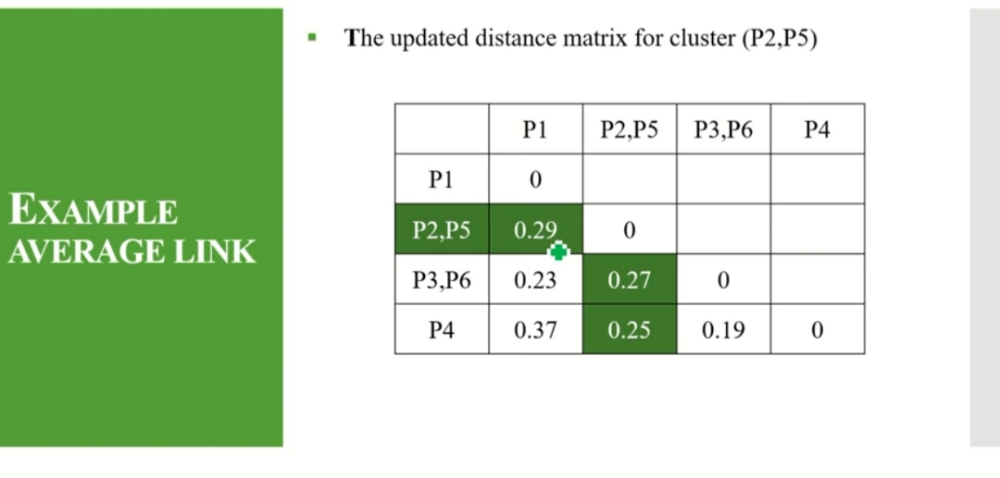 EXAMPLE
AVERAGE LINK
▪ The updated distance matrix for cluster (P2,P5)
P1 P2,P5 P3,P6 P4
P1 0
P2,P5 0.29 0
P3,P6 0.23 0.27 0
P4 0.37 0.25 0.19 0